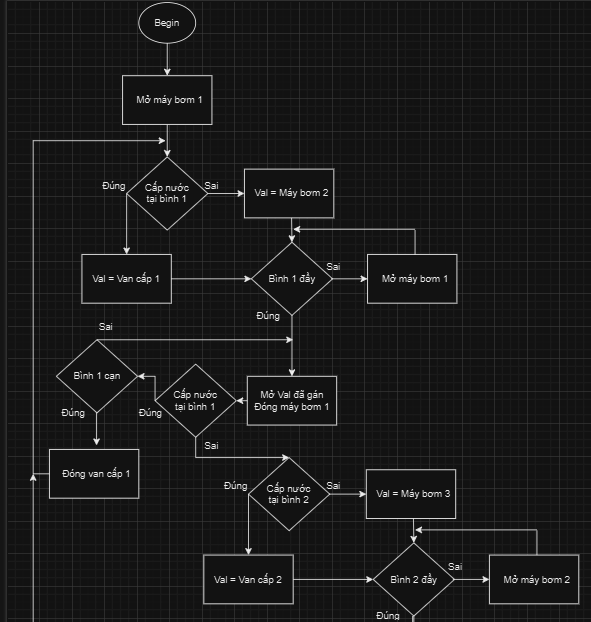 Begin
Mở máy bơm 1
Đúng
Cấp nước
tại bình 1
Sai
Val = Máy bơm 2
Val = Van cấp 1
Bình 1 đầy
Sai
Mở máy bơm 1
Đúng
Sai
Bình 1 cạn
Đúng
Cấp nước
tại bình 1
Đúng
Mở Val đã gán
Đóng máy bơm 1
Sai
Đóng van cấp 1
Đúng
Cấp nước
tại bình 2
Sai
Val = Máy bơm 3
Val = Van cấp 2
Bình 2 đầy
Sai
Mở máy bơm 2
Đúng